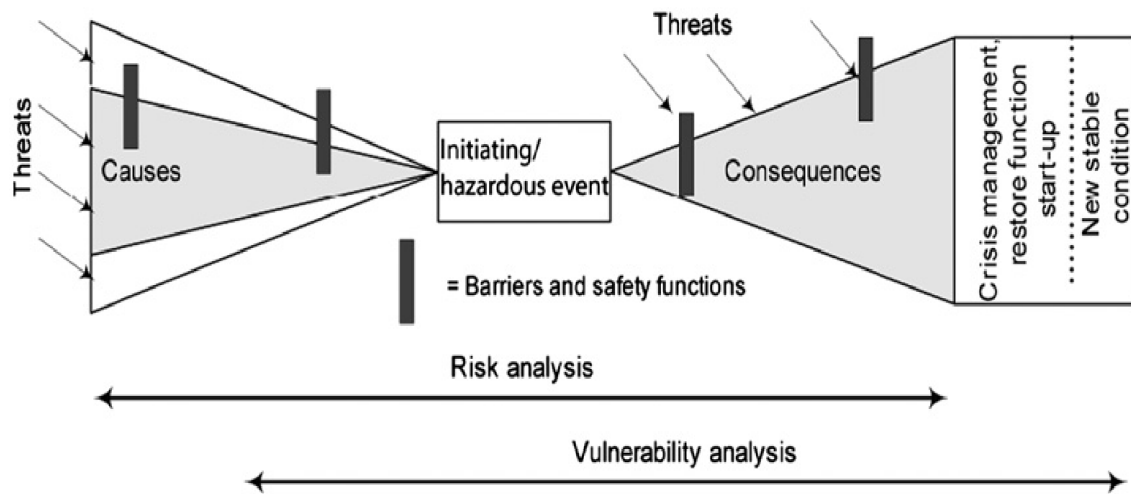 Threats
Threats
Causes
Initiating/
hazardous event
Consequences
Crisis management,
restore function
start-up
New stable
condition
= Barriers and safety functions
Risk analysis
Vulnerability analysis